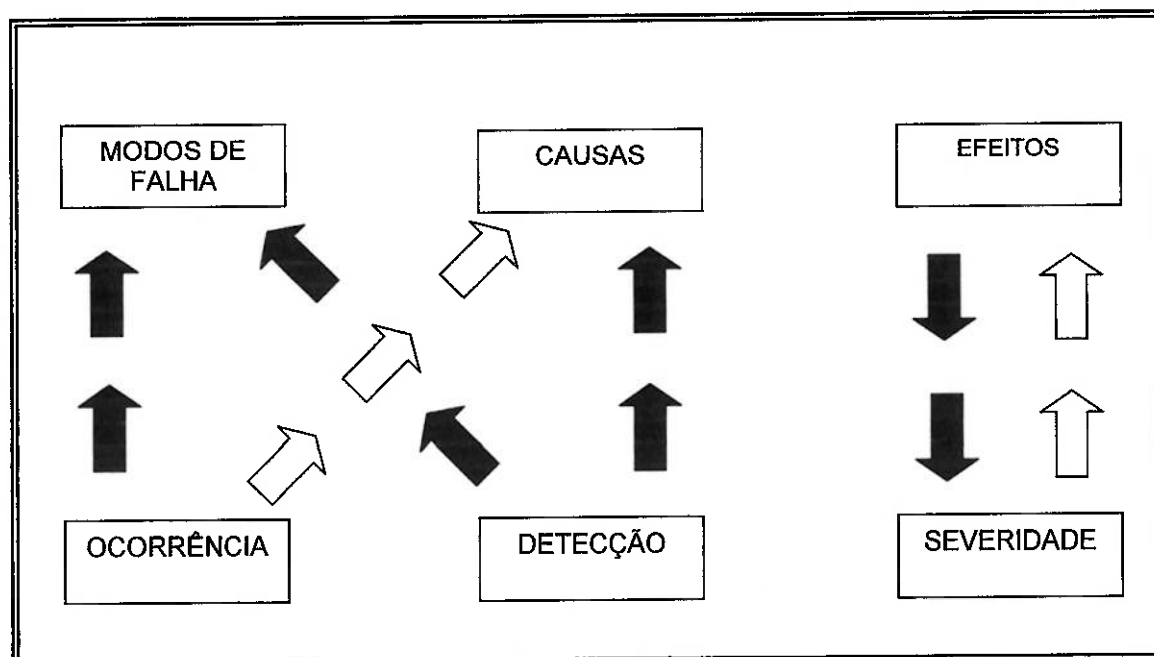 MODOS DE
FALHA
CAUSAS
EFEITOS
OCORRÊNCIA
DETECÇÃO
SEVERIDADE